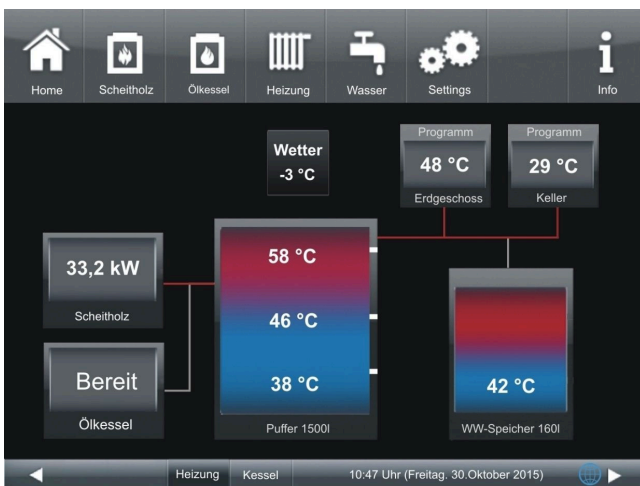 Home
Scheitholz
Ölkessel
Heizung
Wasser
Settings
Info
Wetter
-3 °C
Programm
48 °C
Erdgeschoss
Programm
29 °C
Keller
33,2 kW
Scheitholz
Bereit
Ölkessel
58 °C
46 °C
38 °C
Puffer 1500l
42 °C
WW-Speicher 160l
Heizung
Kessel
10:47 Uhr (Freitag. 30.Oktober 2015)